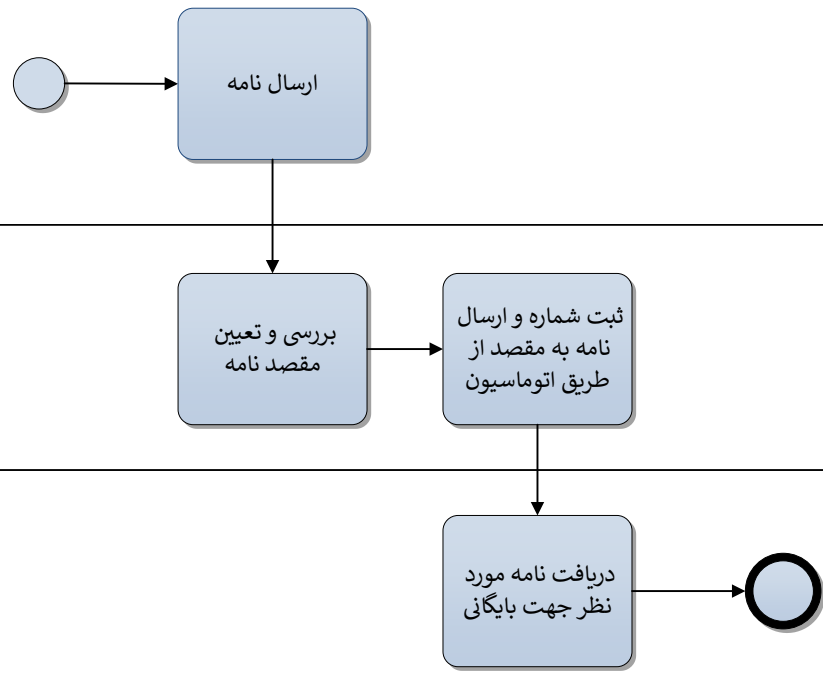 ارسال نامه
بررسی و تعیین
مقصد نامه
ثبت شماره و ارسال
نامه به مقصد از
طریق اتوماسیون
دریافت نامه مورد
نظر جهت بایگانی